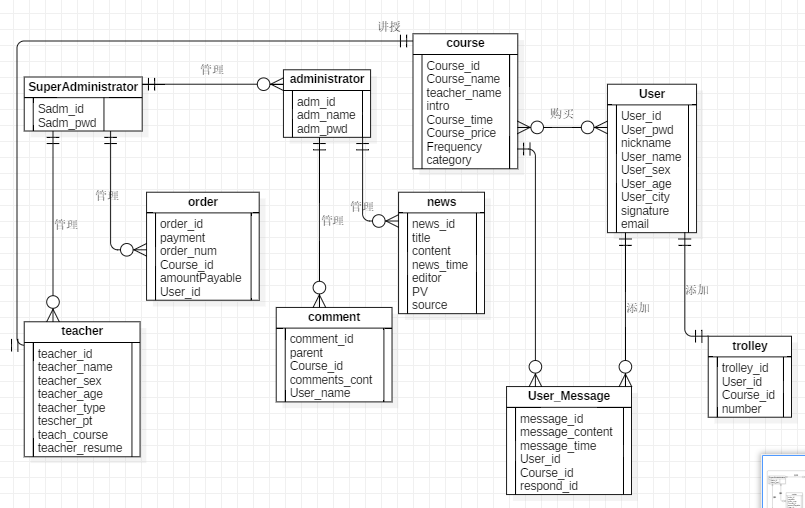 讲授
course
Course_id
Course_name
teacher_name
intro
Course_time
Course_price
Frequency
category
管理
SuperAdministrator
Sadm_id
Sadm_pwd
administrator
adm_id
adm_name
adm_pwd
购买
User
User_id
User_pwd
nickname
User_name
User_sex
User_age
User_city
signature
email
管理
管理
order
order_id
payment
order_num
Course_id
amountPayable
User_id
管理
管理
news
news_id
title
content
news_time
editor
PV
source
添加
添加
teacher
teacher_id
teacher_name
teacher_sex
teacher_age
teacher_type
tescher_pt
teach_course
teacher_resume
comment
comment_id
parent
Course_id
comments_cont
User_name
User_Message
message_id
message_content
message_time
User_id
Course_id
respond_id
trolley
trolley_id
User_id
Course_id
number